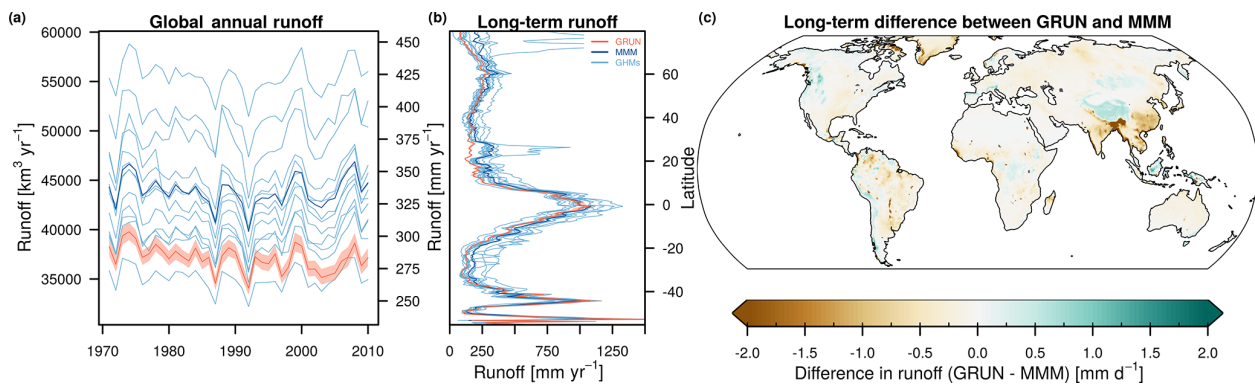 (a)
Global annual runoff
60000
55000
50000
45000
40000
35000
Runoff [km³ yr⁻¹]
450
425
400
375
350
325
300
275
250
Runoff [mm yr⁻¹]
1970 1980 1990 2000 2010
(b)
Long-term runoff
GRUN
MMM
GHMs
60
40
20
0
-20
-40
Latitude
0 250 750 1250
Runoff [mm yr⁻¹]
(c)
Long-term difference between GRUN and MMM
-2.0 -1.5 -1.0 -0.5 0.0 0.5 1.0 1.5 2.0
Difference in runoff (GRUN - MMM) [mm d⁻¹]